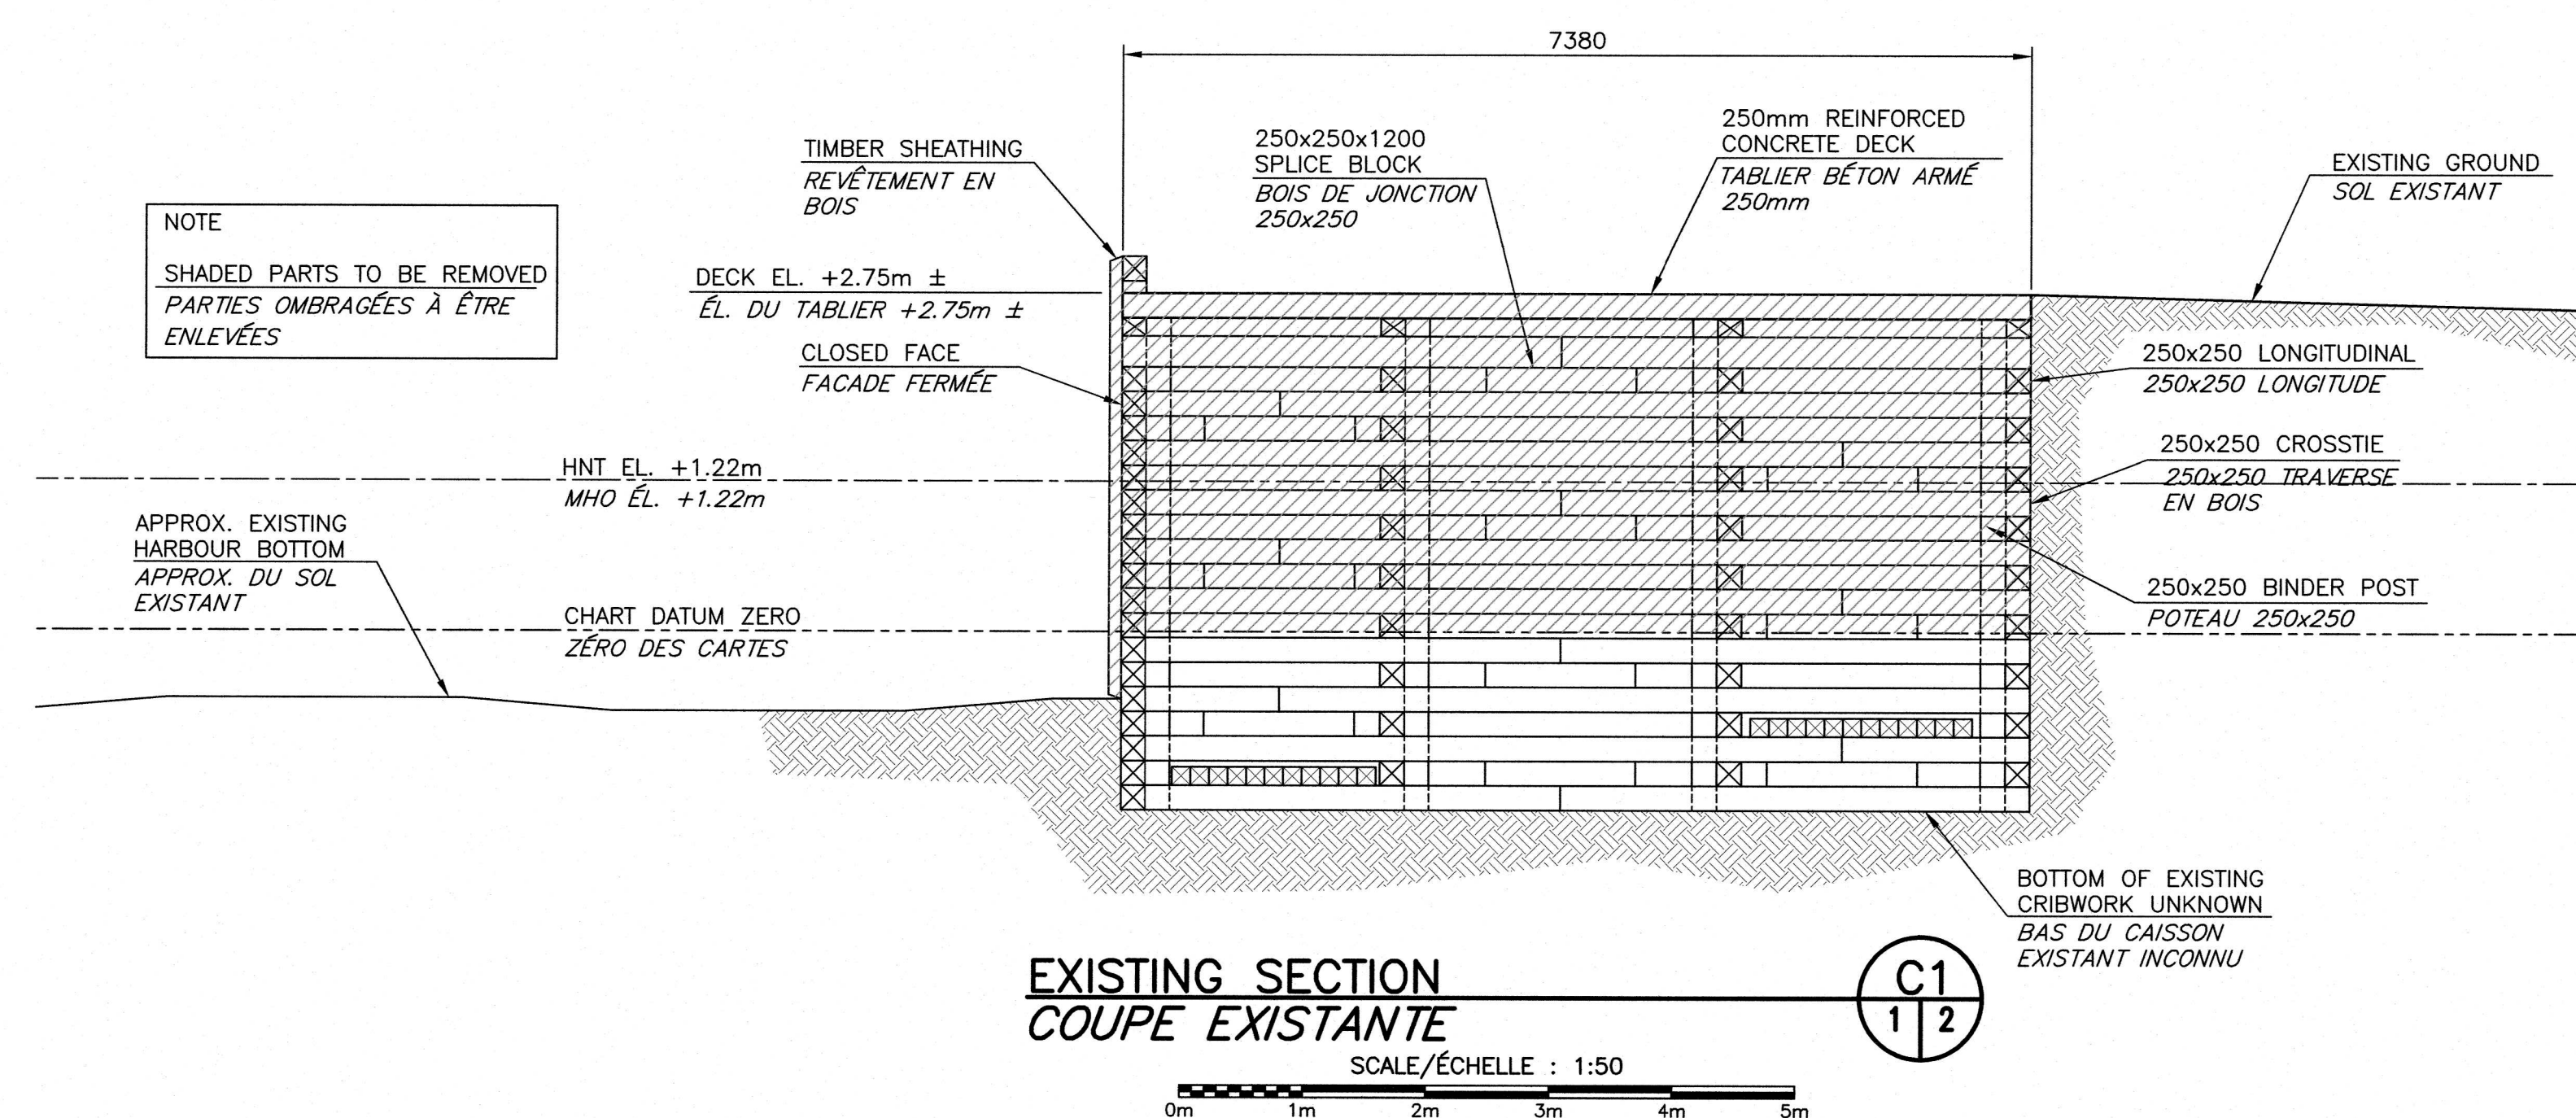 7380
TIMBER SHEATHING
REVÊTEMENT EN
BOIS
250x250x1200
SPLICE BLOCK
BOIS DE JONCTION
250x250
250mm REINFORCED
CONCRETE DECK
TABLIER BÉTON ARMÉ
250mm
EXISTING GROUND
SOL EXISTANT
NOTE
SHADED PARTS TO BE REMOVED
PARTIES OMBRAGÉES À ÊTRE
ENLEVÉES
DECK EL. +2.75m ±
ÉL. DU TABLIER +2.75m ±
CLOSED FACE
FACADE FERMÉE
250x250 LONGITUDINAL
250x250 LONGITUDE
HNT EL. +1.22m
MHO ÉL. +1.22m
250x250 CROSSTIE
250x250 TRAVERSE
EN BOIS
APPROX. EXISTING
HARBOUR BOTTOM
APPROX. DU SOL
EXISTANT
250x250 BINDER POST
POTEAU 250x250
CHART DATUM ZERO
ZÉRO DES CARTES
BOTTOM OF EXISTING
CRIBWORK UNKNOWN
BAS DU CAISSON
EXISTANT INCONNU
EXISTING SECTION
COUPE EXISTANTE
C1
1 2
SCALE/ÉCHELLE : 1:50
0m 1m 2m 3m 4m 5m